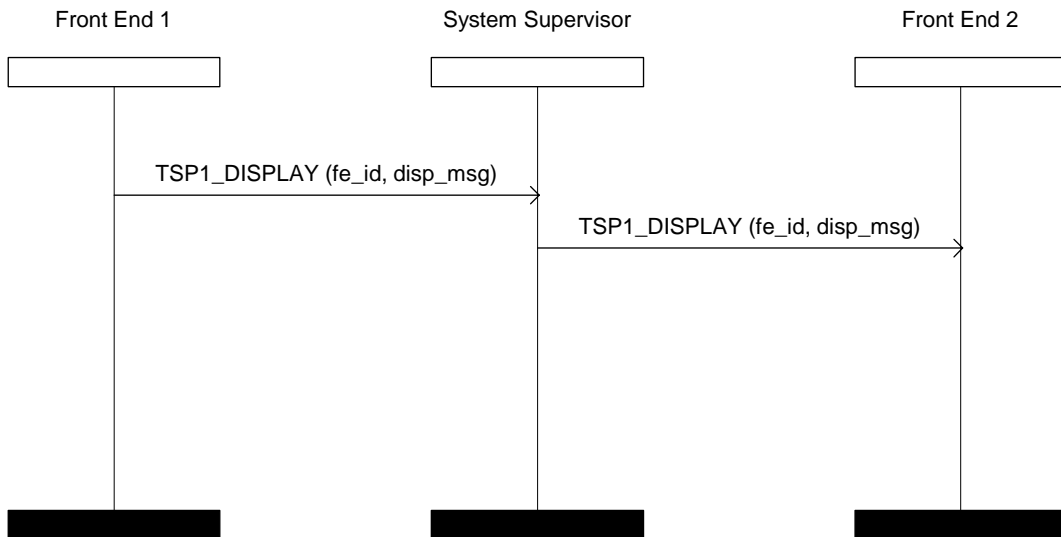 Front End 1
System Supervisor
Front End 2
TSP1_DISPLAY (fe_id, disp_msg)
TSP1_DISPLAY (fe_id, disp_msg)